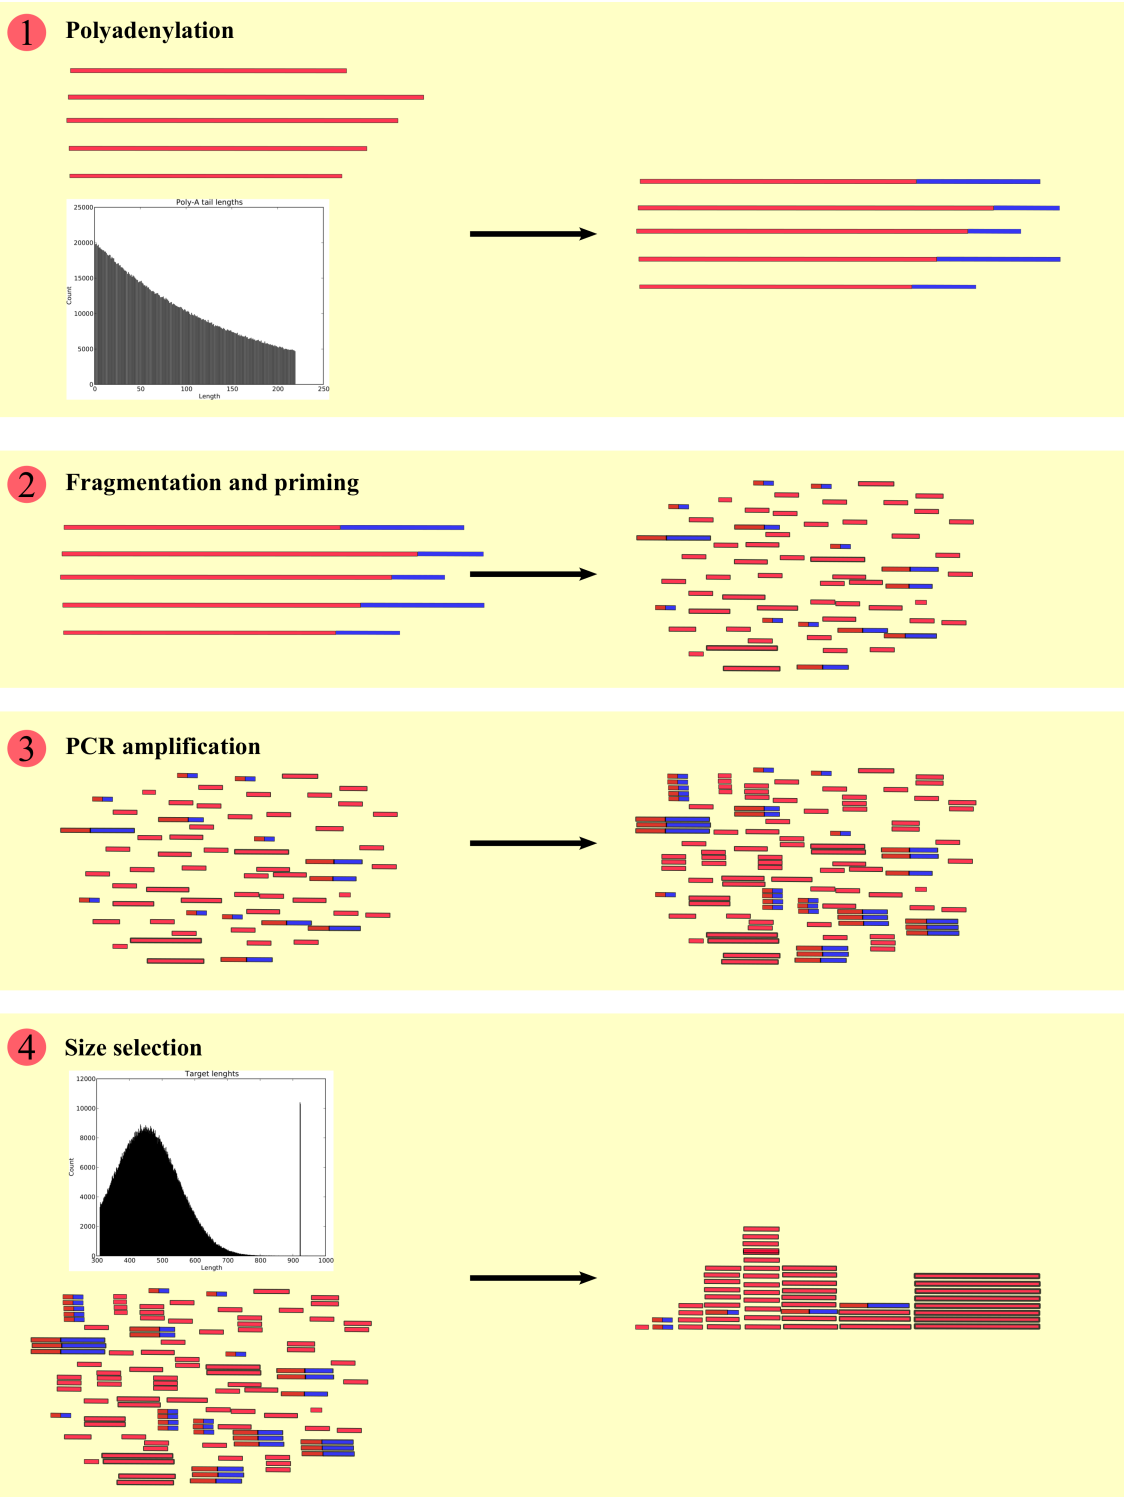 1 Polyadenylation
Poly-A tail lengths
25000
20000
15000
10000
5000
0
Count
0 50 100 150 200 250
Length
2 Fragmentation and priming
3 PCR amplification
4 Size selection
Target lenghts
12000
10000
8000
6000
4000
2000
0
Count
300 400 500 600 700 800 900 1000
Length